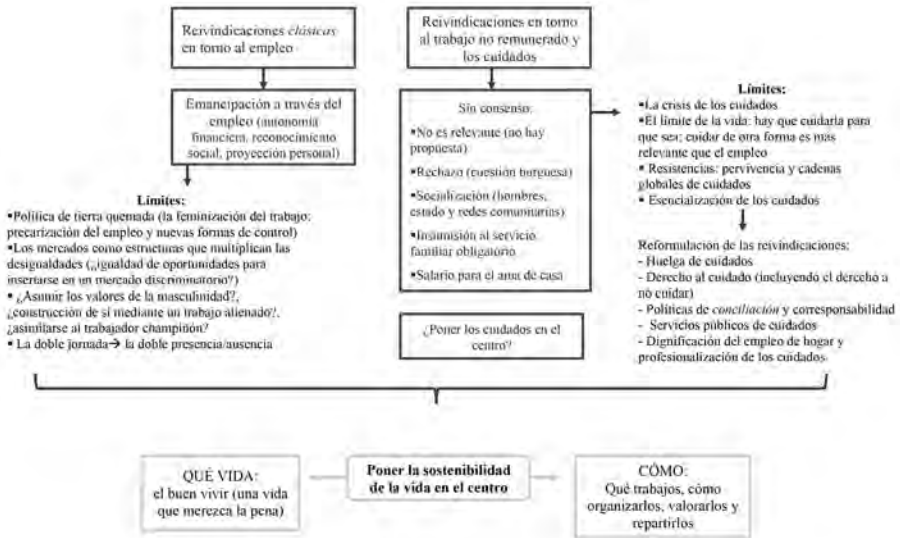 Reivindicaciones clásicas
en torno al empleo
Emancipación a través del
empleo (autonomía
financiera, reconocimiento
social, proyección personal)
Límites:
▪Política de tierra quemada (la feminización del trabajo:
precarización del empleo y nuevas formas de control)
▪Los mercados como estructuras que multiplican las
desigualdades (¿igualdad de oportunidades para
insertarse en un mercado discriminatorio?)
▪ ¿Asumir los valores de la masculinidad?,
¿construcción de sí mediante un trabajo alienado?,
¿asimilarse al trabajador champiñón?
▪ La doble jornada→ la doble presencia/ausencia
Reivindicaciones en torno
al trabajo no remunerado y
los cuidados
Sin consenso:
▪No es relevante (no hay
propuesta)
▪Rechazo (cuestión burguesa)
▪Socialización (hombres,
estado y redes comunitarias)
▪Insumisión al servicio
familiar obligatorio
▪Salario para el ama de casa
¿Poner los cuidados en el
centro?
Límites:
▪La crisis de los cuidados
▪El límite de la vida: hay que cuidarla para
que sea; cuidar de otra forma es más
relevante que el empleo
▪ Resistencias: pervivencia y cadenas
globales de cuidados
▪ Esencialización de los cuidados
Reformulación de las reivindicaciones:
- Huelga de cuidados
- Derecho al cuidado (incluyendo el derecho a
no cuidar)
- Políticas de conciliación y corresponsabilidad
- Servicios públicos de cuidados
- Dignificación del empleo de hogar y
profesionalización de los cuidados
QUÉ VIDA:
el buen vivir (una vida
que merezca la pena)
Poner la sostenibilidad
de la vida en el centro
CÓMO:
Qué trabajos, cómo
organizarlos, valorarlos y
repartirlos